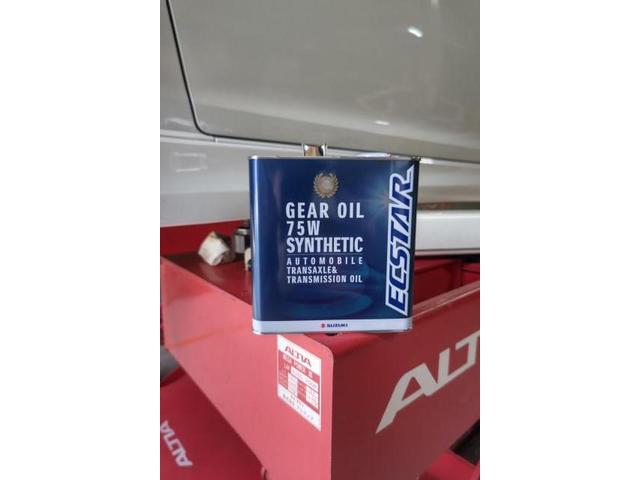 GEAR OIL
75W
SYNTHETIC
AUTOMOBILE
TRANSAXLE&
TRANSMISSION OIL
ECSTAR
SUZUKI
ALTIA
ALTIA
ALTIA